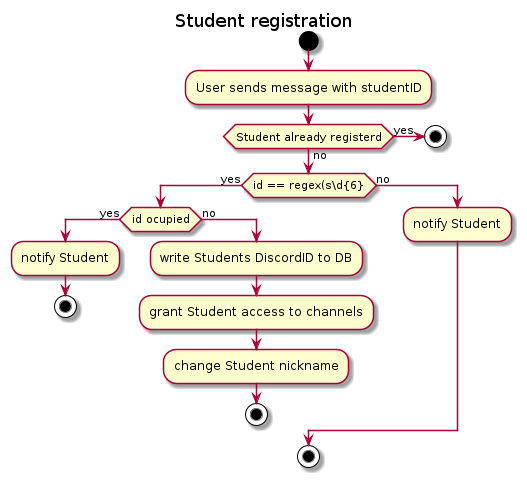 Student registration
User sends message with studentID
Student already registerd
yes
no
id == regex(s\d{6}
yes
no
id ocupied
yes
no
notify Student
notify Student
write Students DiscordID to DB
grant Student access to channels
change Student nickname